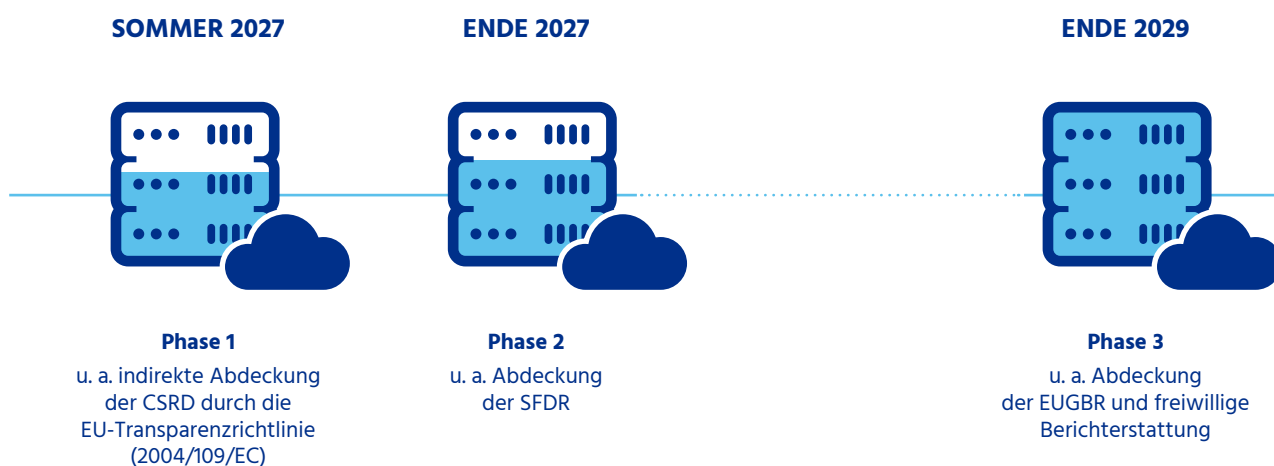 SOMMER 2027
ENDE 2027
ENDE 2029
Phase 1
u. a. indirekte Abdeckung
der CSRD durch die
EU-Transparenzrichtlinie
(2004/109/EC)
Phase 2
u. a. Abdeckung
der SFDR
Phase 3
u. a. Abdeckung
der EUGBR und freiwillige
Berichterstattung